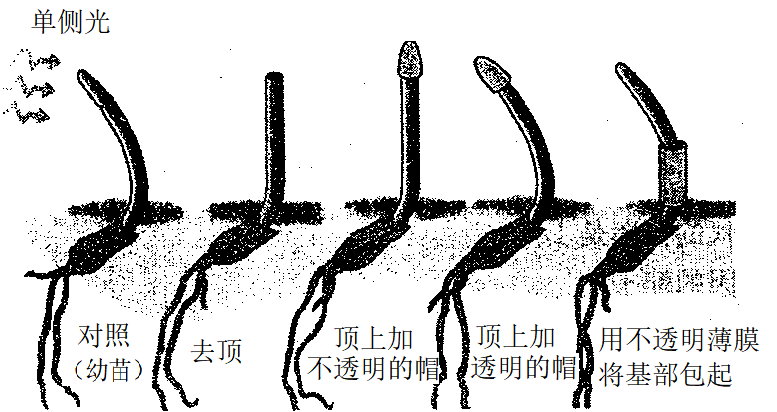 单侧光
对照
（幼苗）
去顶
顶上加
不透明的帽
顶上加
透明的帽
用不透明薄膜
将基部包起